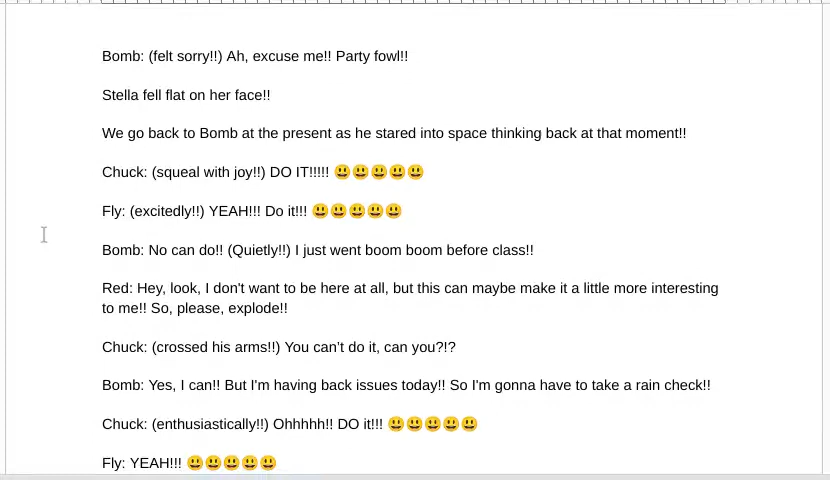 Bomb: (felt sorry!!) Ah, excuse me!! Party fowl!!
Stella fell flat on her face!!
We go back to Bomb at the present as he stared into space thinking back at that moment!!
Chuck: (squeal with joy!!) DO IT!!!!! 😃😃😃😃😃
Fly: (excitedly!!) YEAH!!! Do it!!! 😃😃😃😃😃
Bomb: No can do!! (Quietly!!) I just went boom boom before class!!
Red: Hey, look, I don't want to be here at all, but this can maybe make it a little more interesting
to me!! So, please, explode!!
Chuck: (crossed his arms!!) You can’t do it, can you?!?
Bomb: Yes, I can!! But I'm having back issues today!! So I'm gonna have to take a rain check!!
Chuck: (enthusiastically!!) Ohhhhh!! DO it!!! 😃😃😃😃😃
Fly: YEAH!!! 😃😃😃😃😃